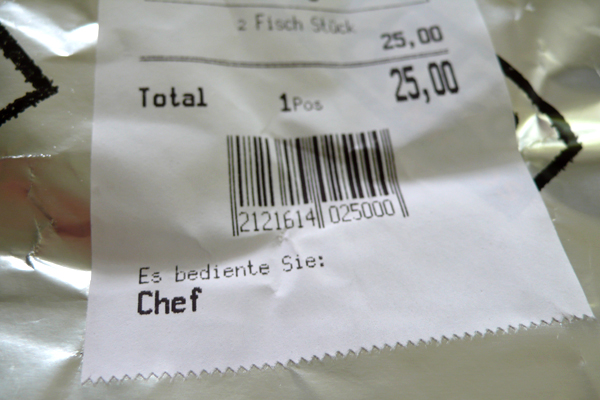 2 Fisch Stück
25,00
Total 1Pos 25,00
2121614 025000
Es bediente Sie:
Chef